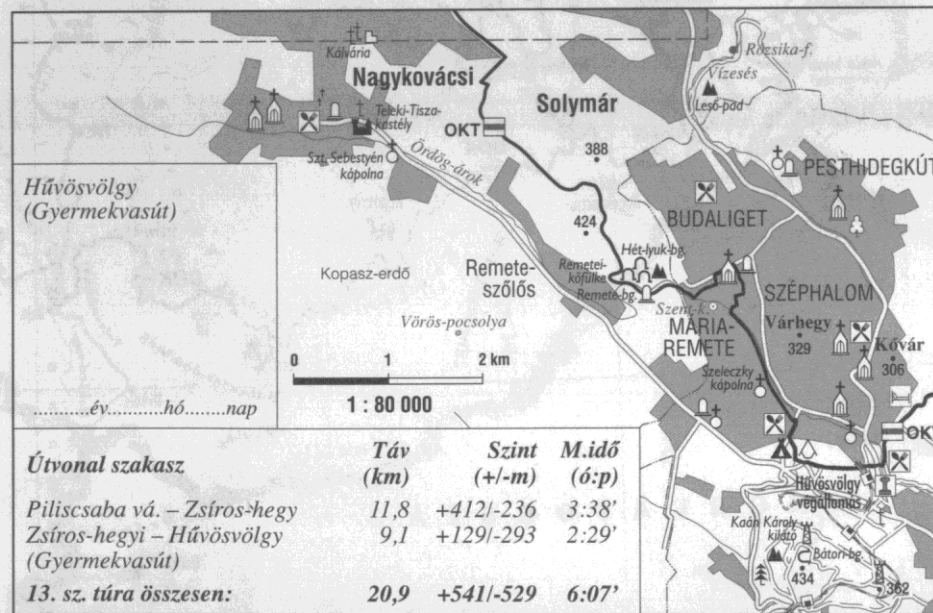 Kálvária
Rózsika-f.
Nagykovácsi
Vízesés
Solymár
Leső-pad
Teleki-Tisza-
kastély
OKT
Szt. Sebestyén
kápolna
Ördög-árok
388
PESTHIDEGKÚT
Hűvösvölgy
(Gyermekvasút)
BUDALIGET
424
Hét-lyuk-bg.
Remetei-
kőfülke
Remete-bg.
Kopasz-erdő
Remete-
szőlős
SZÉPHALOM
Szent-k.
MÁRIA-
REMETE
Várhegy
329
Kővár
306
Vörös-pocsolya
0 1 2 km
1 : 80 000
Szeleczky
kápolna
...........év...........hó........nap
OKT
Útvonal szakasz Táv (km) Szint (+/-m) M.idő (ó:p)
Piliscsaba vá. – Zsíros-hegy 11,8 +412/-236 3:38'
Zsíros-hegyi – Hűvösvölgy 9,1 +129/-293 2:29'
(Gyermekvasút)
13. sz. túra összesen: 20,9 +541/-529 6:07'
Hűvösvölgy
végállomás
Kaán Károly
kilátó
Bátori-bg.
434
362